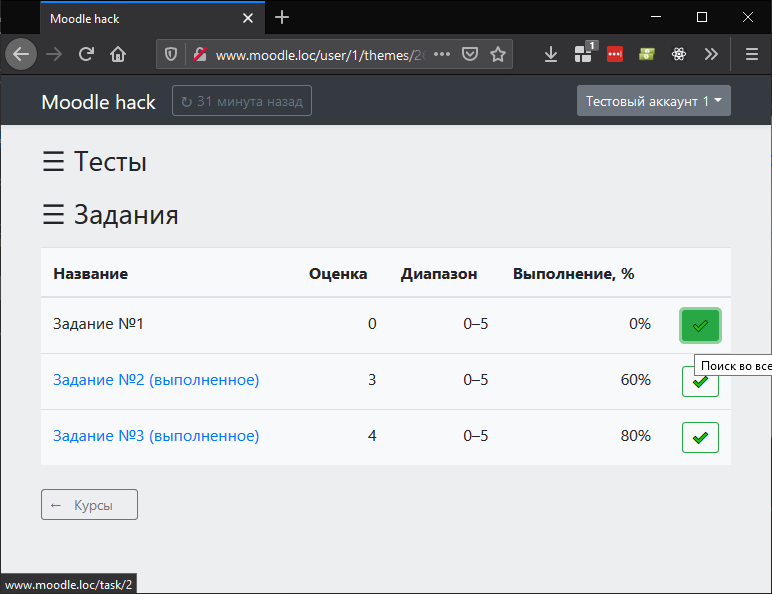 Moodle hack
www.moodle.loc/user/1/themes/2
1
Moodle hack
↻ 31 минута назад
Тестовый аккаунт 1
☰ Тесты
☰ Задания
Название Оценка Диапазон Выполнение, %
Задание №1 0 0–5 0%
Поиск во все
Задание №2 (выполненное) 3 0–5 60%
Задание №3 (выполненное) 4 0–5 80%
← Курсы
www.moodle.loc/task/2